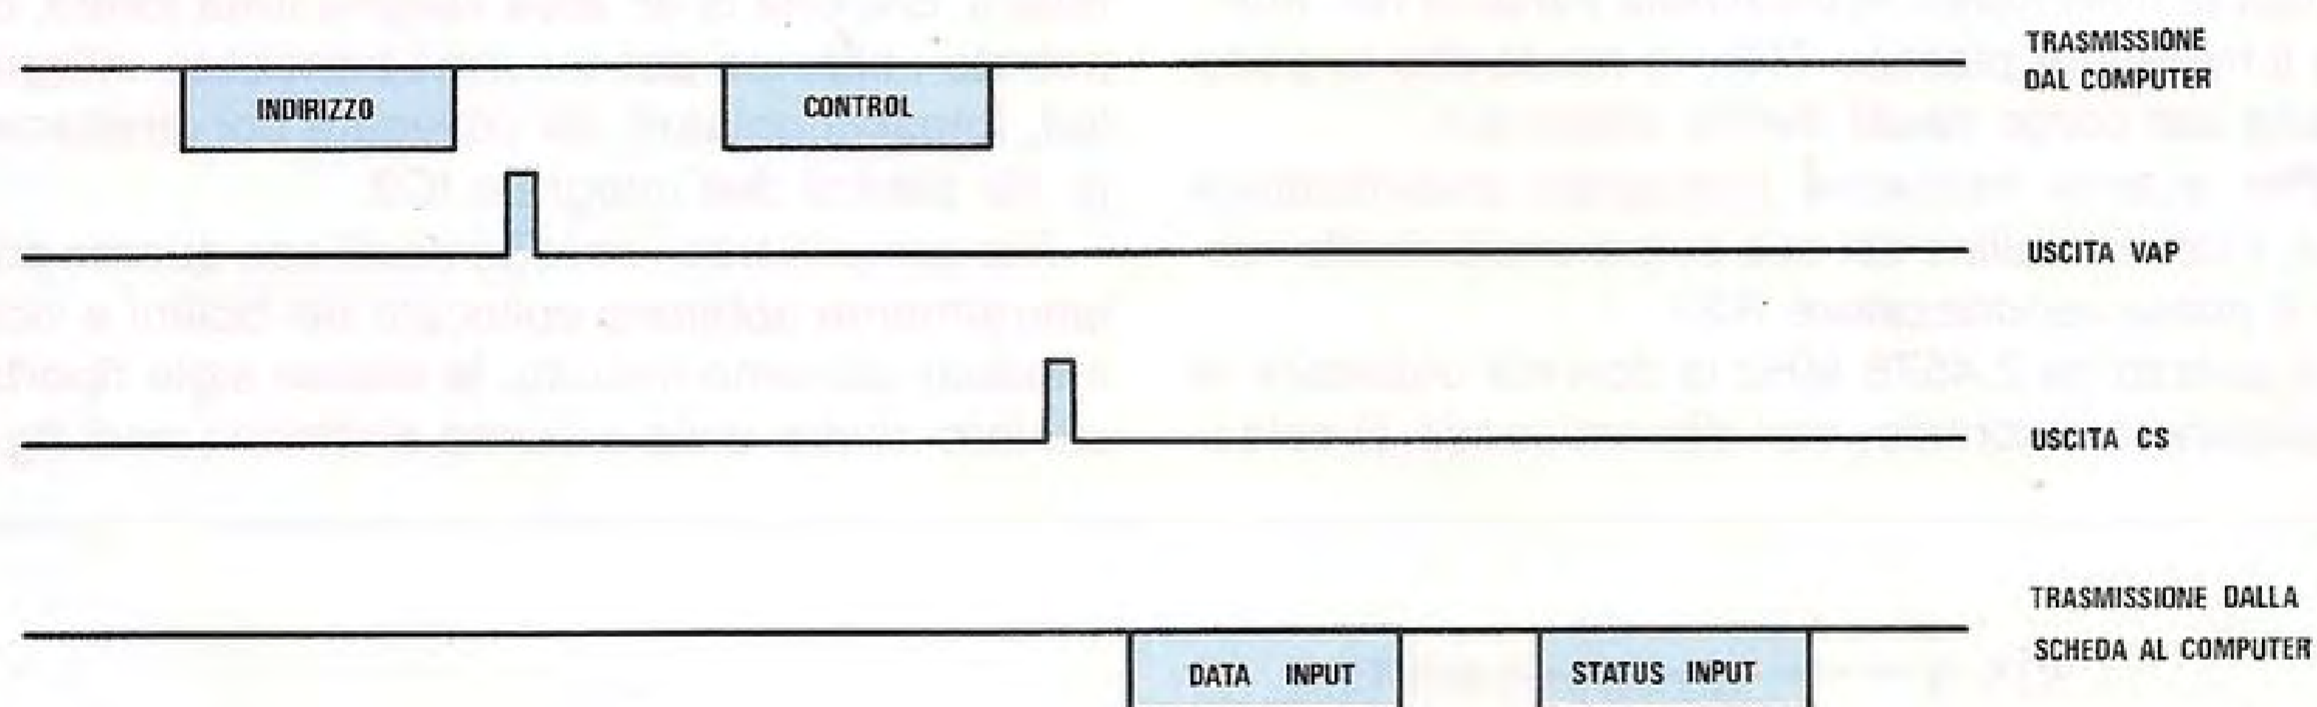 TRASMISSIONE
DAL COMPUTER
INDIRIZZO
CONTROL
USCITA VAP
USCITA CS
TRASMISSIONE DALLA
SCHEDA AL COMPUTER
DATA INPUT
STATUS INPUT